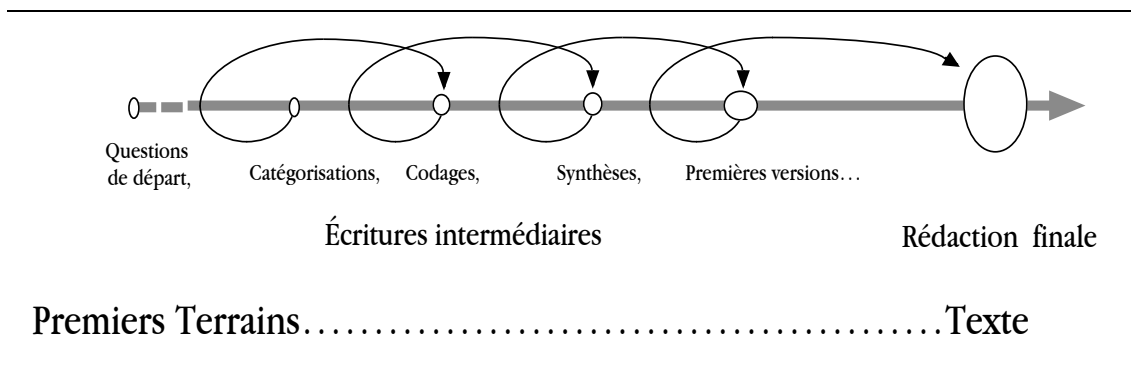 Questions
de départ,
Catégorisations, Codages, Synthèses, Premières versions…
Écritures intermédiaires Rédaction finale
Premiers Terrains.............................................Texte